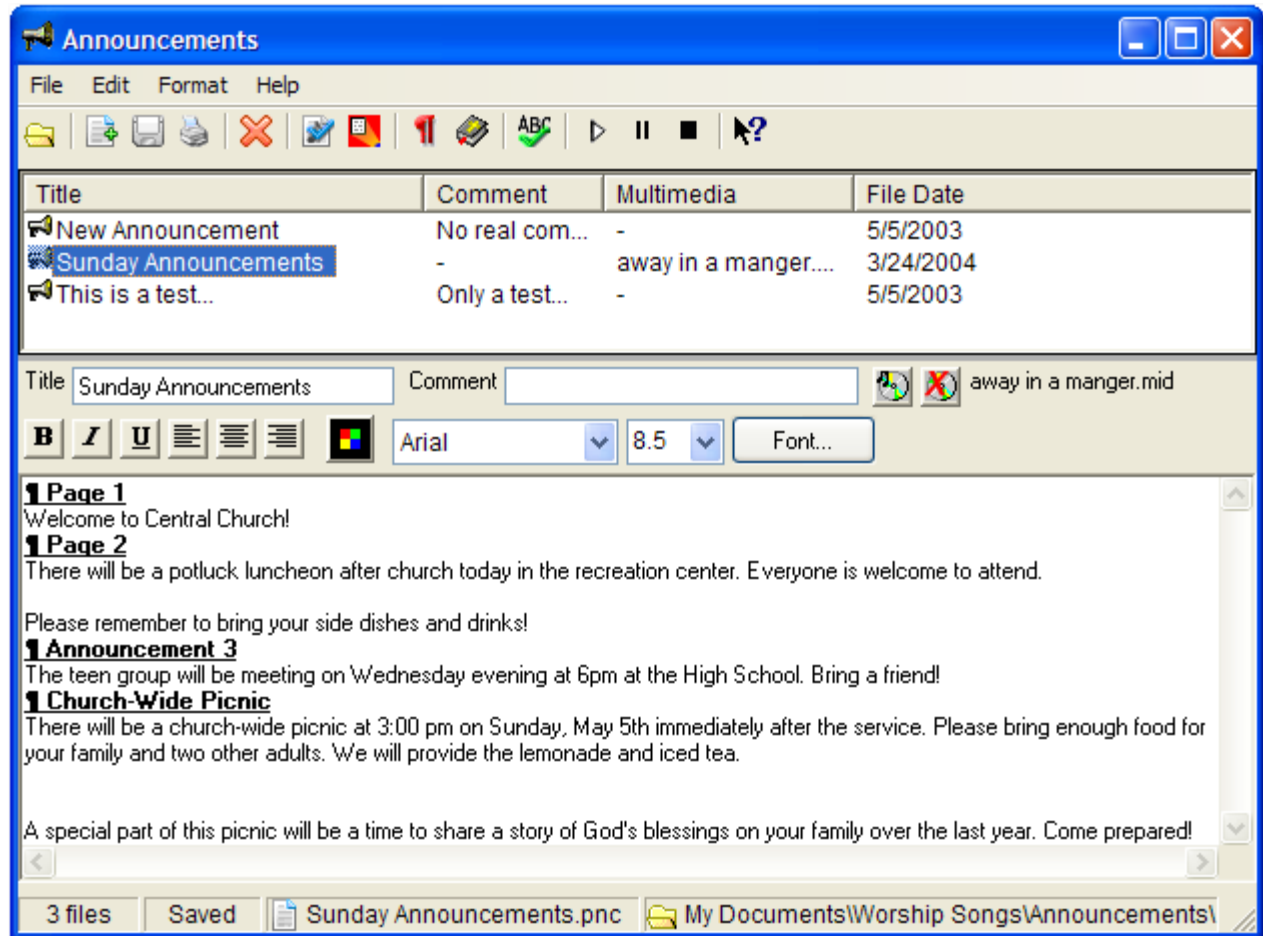 Announcements
File Edit Format Help
ABC ?
Title Comment Multimedia File Date
New Announcement No real com... - 5/5/2003
Sunday Announcements - away in a manger.... 3/24/2004
This is a test... Only a test... - 5/5/2003
Title Sunday Announcements Comment away in a manger.mid
B I U Arial 8.5 Font...
¶ Page 1
Welcome to Central Church!
¶ Page 2
There will be a potluck luncheon after church today in the recreation center. Everyone is welcome to attend.
Please remember to bring your side dishes and drinks!
¶ Announcement 3
The teen group will be meeting on Wednesday evening at 6pm at the High School. Bring a friend!
¶ Church-Wide Picnic
There will be a church-wide picnic at 3:00 pm on Sunday, May 5th immediately after the service. Please bring enough food for
your family and two other adults. We will provide the lemonade and iced tea.
A special part of this picnic will be a time to share a story of God's blessings on your family over the last year. Come prepared!
3 files Saved Sunday Announcements.pnc My Documents\Worship Songs\Announcements\